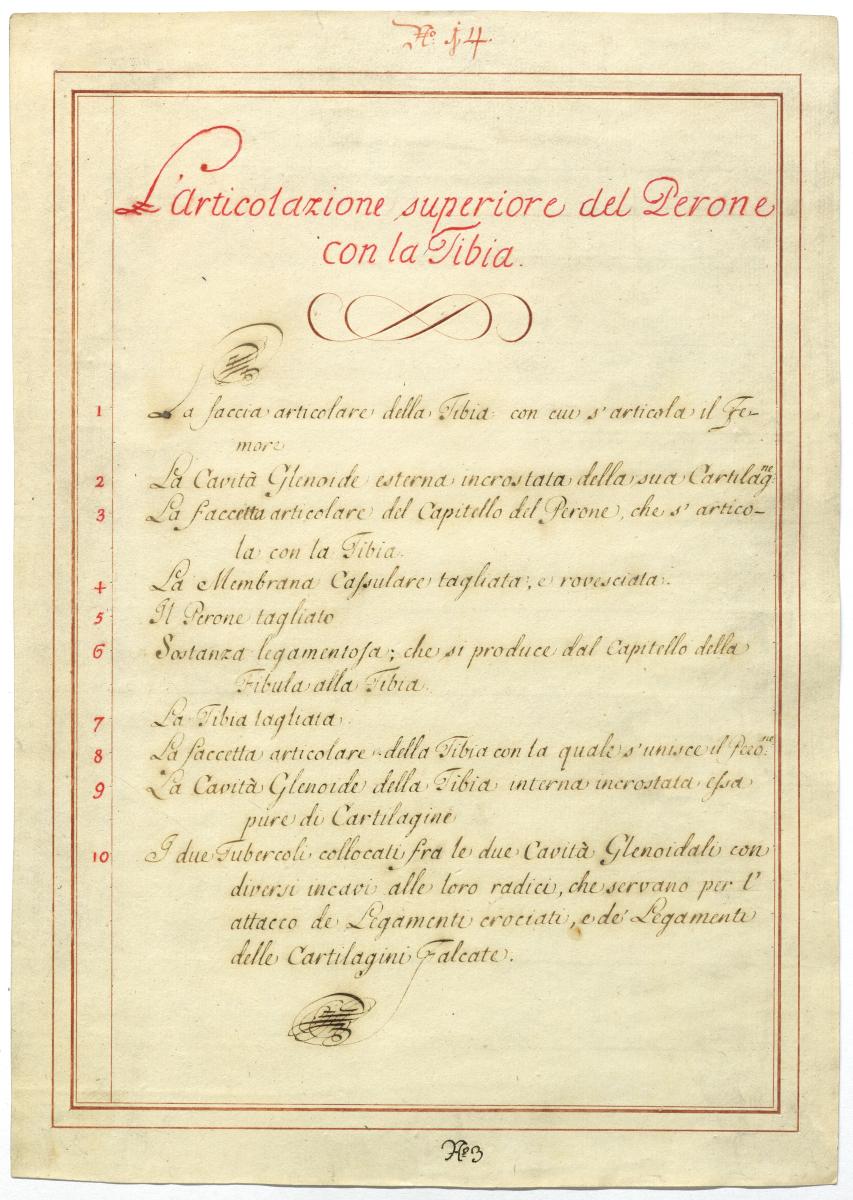 No. 14.
L'articolazione superiore del Perone
con la Tibia.
1 La faccia articolare della Tibia con cui s'articola il Fe-
more
2 La Cavità Glenoide esterna incrostata della sua Cartilagne.
3 La faccetta articolare del Capitello del Perone, che s'artico-
la con la Tibia.
4 La Membrana Cassulare tagliata, e rovesciata.
5 Il Perone tagliato
6 Sostanza legamentosa; che si produce dal Capitello della
Fibula alla Tibia.
7 La Tibia tagliata.
8 La faccetta articolare della Tibia con la quale s'unisce il Perone.
9 La Cavità Glenoide della Tibia interna incrostata essa
pure di Cartilagine
10 I due Tubercoli collocati fra le due Cavità Glenoidali con
diversi incavi alle loro radici, che servano per l'
attacco de Legamenti crociati, e de' Legamenti
delle Cartilagini Falcate.
No 3